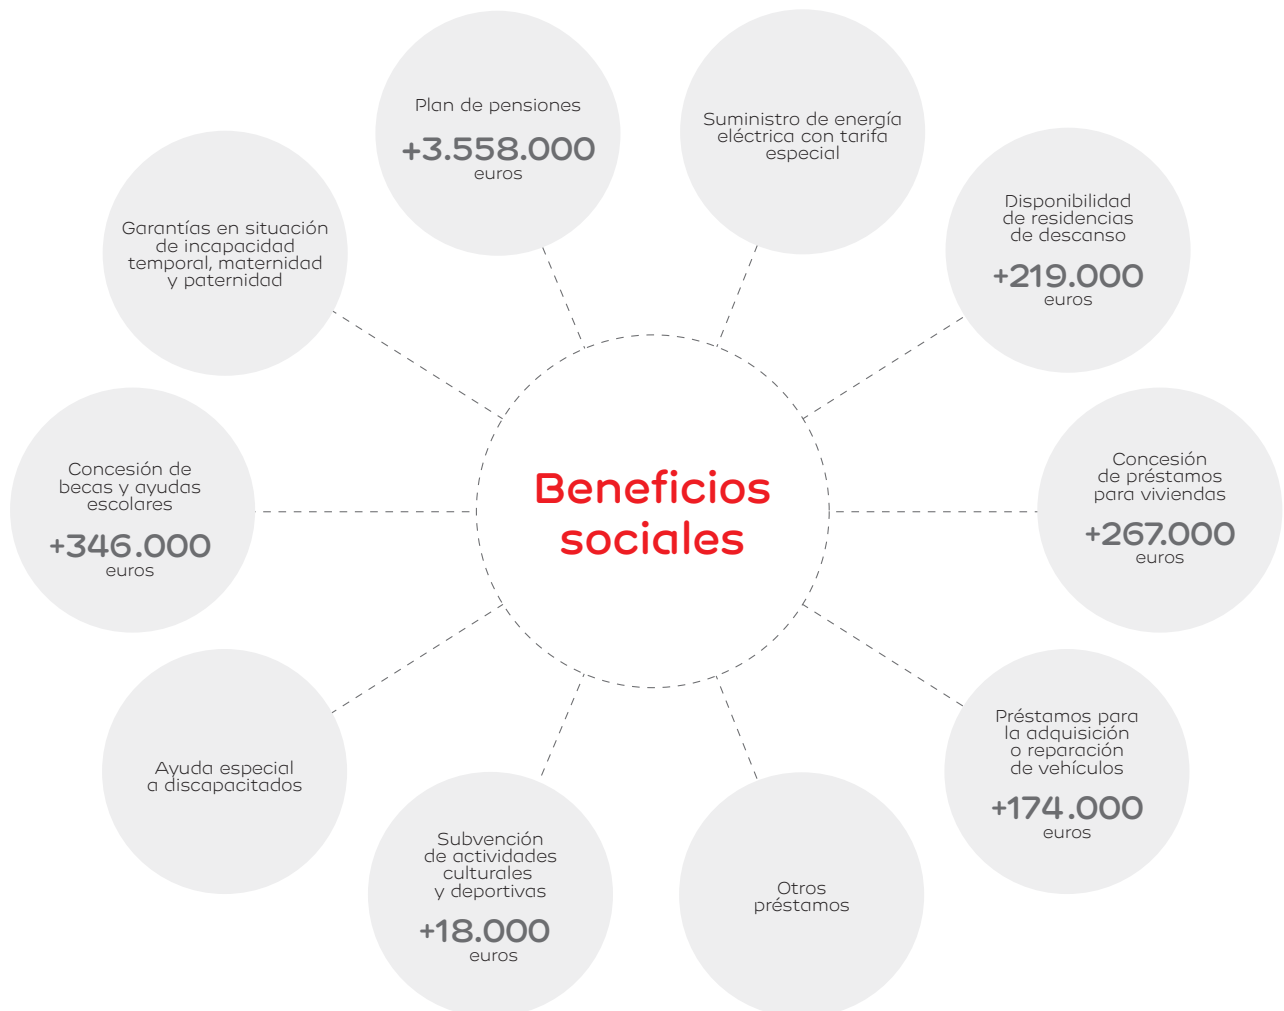 Plan de pensiones
+3.558.000
euros
Suministro de energía
eléctrica con tarifa
especial
Disponibilidad
de residencias
de descanso
+219.000
euros
Garantías en situación
de incapacidad
temporal, maternidad
y paternidad
Concesión de
becas y ayudas
escolares
+346.000
euros
Beneficios
sociales
Concesión
de préstamos
para viviendas
+267.000
euros
Ayuda especial
a discapacitados
Préstamos para
la adquisición
o reparación
de vehículos
+174.000
euros
Subvención
de actividades
culturales
y deportivas
+18.000
euros
Otros
préstamos